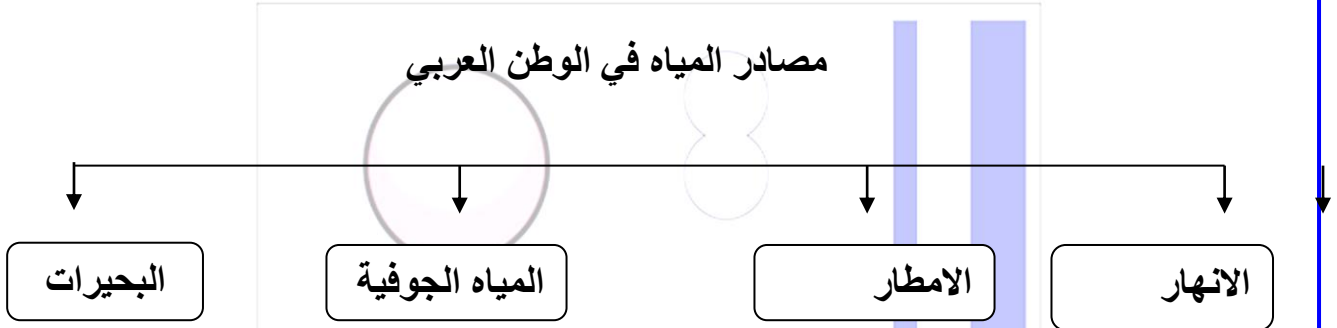 مصادر المياه في الوطن العربي
الانهار
الامطار
المياه الجوفية
البحيرات